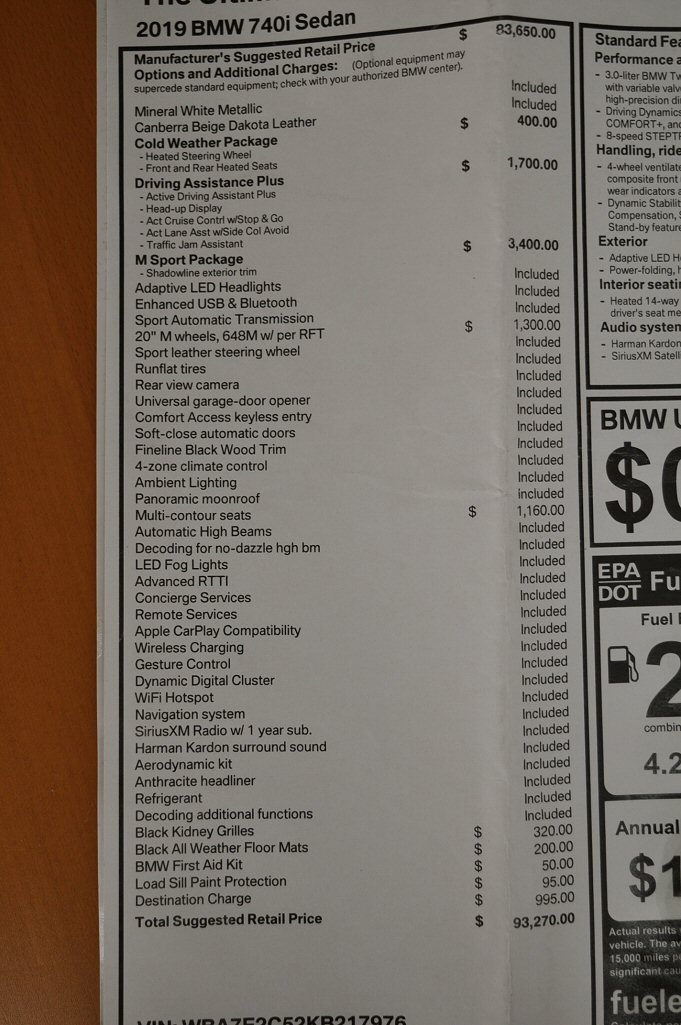 2019 BMW 740i Sedan
Manufacturer's Suggested Retail Price $ 83,650.00
Options and Additional Charges: (Optional equipment may
supercede standard equipment; check with your authorized BMW center).
Mineral White Metallic Included
Canberra Beige Dakota Leather Included
Cold Weather Package $ 400.00
- Heated Steering Wheel
- Front and Rear Heated Seats
Driving Assistance Plus $ 1,700.00
- Active Driving Assistant Plus
- Head-up Display
- Act Cruise Contrl w/Stop & Go
- Act Lane Asst w/Side Col Avoid
- Traffic Jam Assistant
M Sport Package $ 3,400.00
- Shadowline exterior trim
Adaptive LED Headlights Included
Enhanced USB & Bluetooth Included
Sport Automatic Transmission Included
20" M wheels, 648M w/ per RFT $ 1,300.00
Sport leather steering wheel Included
Runflat tires Included
Rear view camera Included
Universal garage-door opener Included
Comfort Access keyless entry Included
Soft-close automatic doors Included
Fineline Black Wood Trim Included
4-zone climate control Included
Ambient Lighting Included
Panoramic moonroof included
Multi-contour seats $ 1,160.00
Automatic High Beams Included
Decoding for no-dazzle hgh bm Included
LED Fog Lights Included
Advanced RTTI Included
Concierge Services Included
Remote Services Included
Apple CarPlay Compatibility Included
Wireless Charging Included
Gesture Control Included
Dynamic Digital Cluster Included
WiFi Hotspot Included
Navigation system Included
SiriusXM Radio w/ 1 year sub. Included
Harman Kardon surround sound Included
Aerodynamic kit Included
Anthracite headliner Included
Refrigerant Included
Decoding additional functions Included
Black Kidney Grilles $ 320.00
Black All Weather Floor Mats $ 200.00
BMW First Aid Kit $ 50.00
Load Sill Paint Protection $ 95.00
Destination Charge $ 995.00
Total Suggested Retail Price $ 93,270.00
VIN: WBA7E2C52KB217976
Standard
Performance
- 3.0-liter BMW
with variable
high-precision
- Driving Dynamics
COMFORT+,
- 8-speed
Handling, ride
- 4-wheel
composite front
wear indicators
- Dynamic
Compensation,
Stand-by
Exterior
- Adaptive LED
- Power-folding,
Interior
- Heated 14-way
driver's seat
Audio system
- Harman Kardon
- SiriusXM
BMW
$0
EPA
DOT
Fuel
2
4.2
Annual
$1
Actual results
vehicle. The
15,000 miles
significant